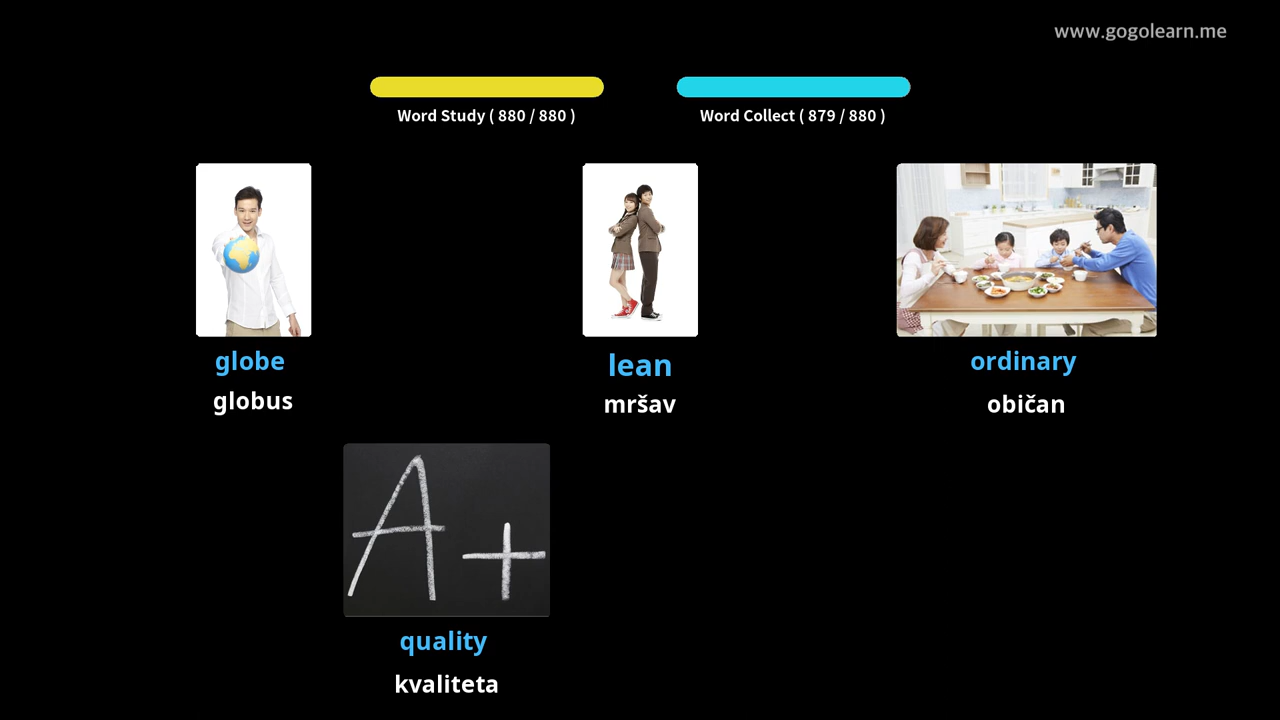 www.gogolearn.me
Word Study ( 880 / 880 )
Word Collect ( 879 / 880 )
globe
globus
lean
mršav
ordinary
običan
A+
quality
kvaliteta